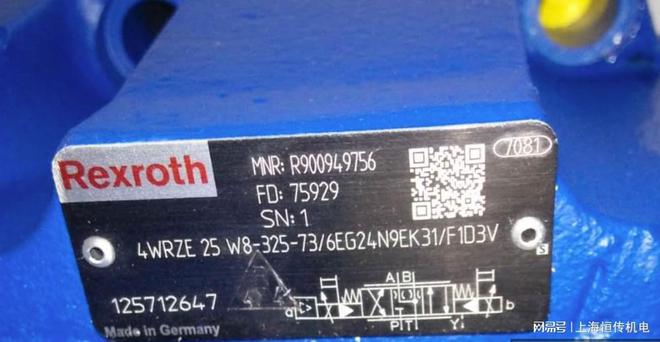 7081
Rexroth
MNR: R900949756
FD: 75929
SN: 1
4WRZE 25 W8-325-73/6EG24N9EK31/F1D3V
S
125712647
A B
a
b
P T Y
Made in Germany
网易号 | 上海恒传机电